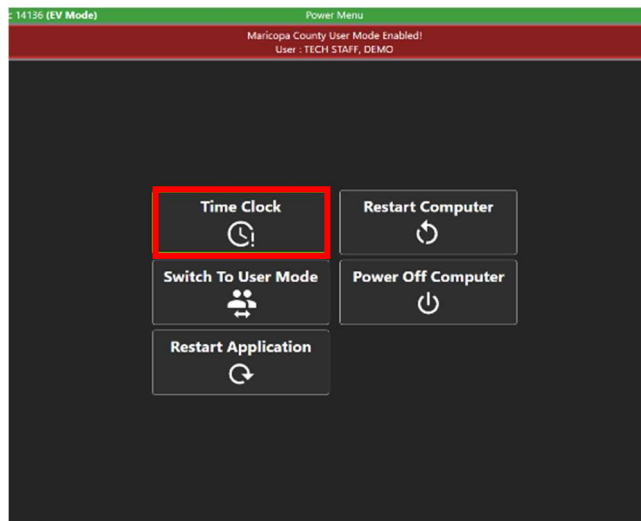 : 14136 (EV Mode) Power Menu
Maricopa County User Mode Enabled!
User : TECH STAFF, DEMO
Time Clock
Restart Computer
Switch To User Mode
Power Off Computer
Restart Application